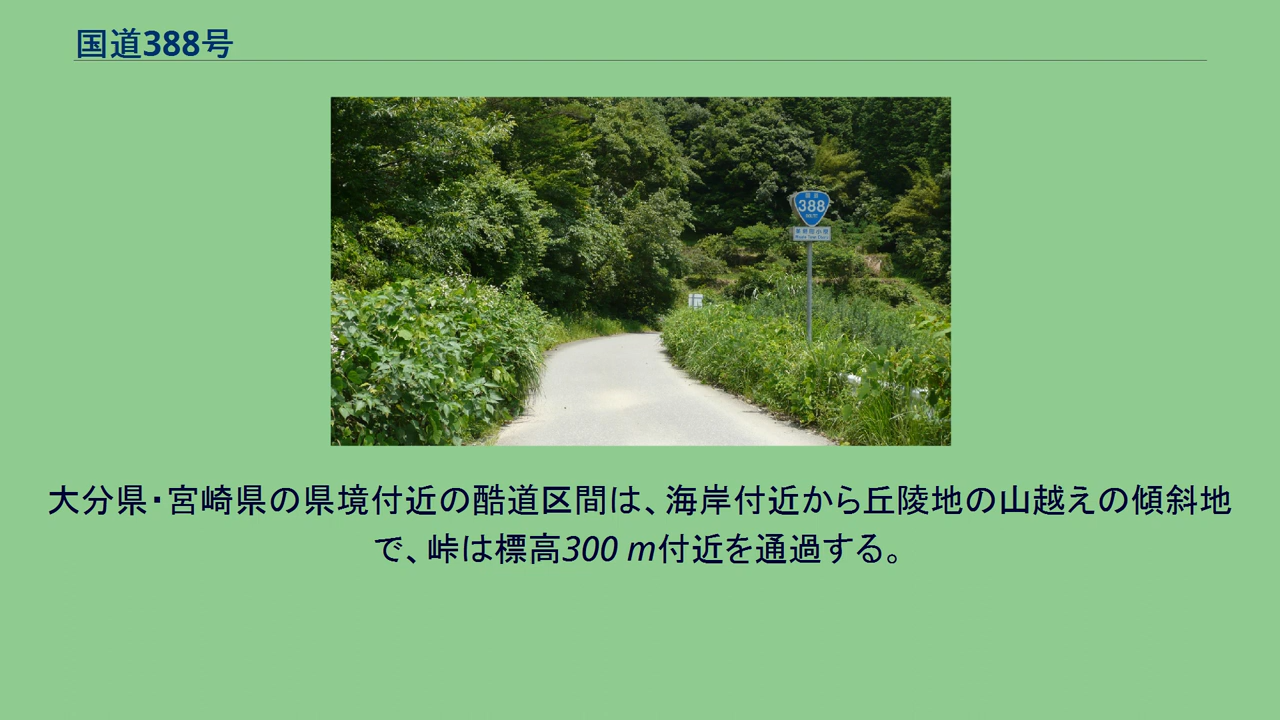 国道388号
388
大分県・宮崎県の県境付近の酷道区間は、海岸付近から丘陵地の山越えの傾斜地
で、峠は標高300 m付近を通過する。